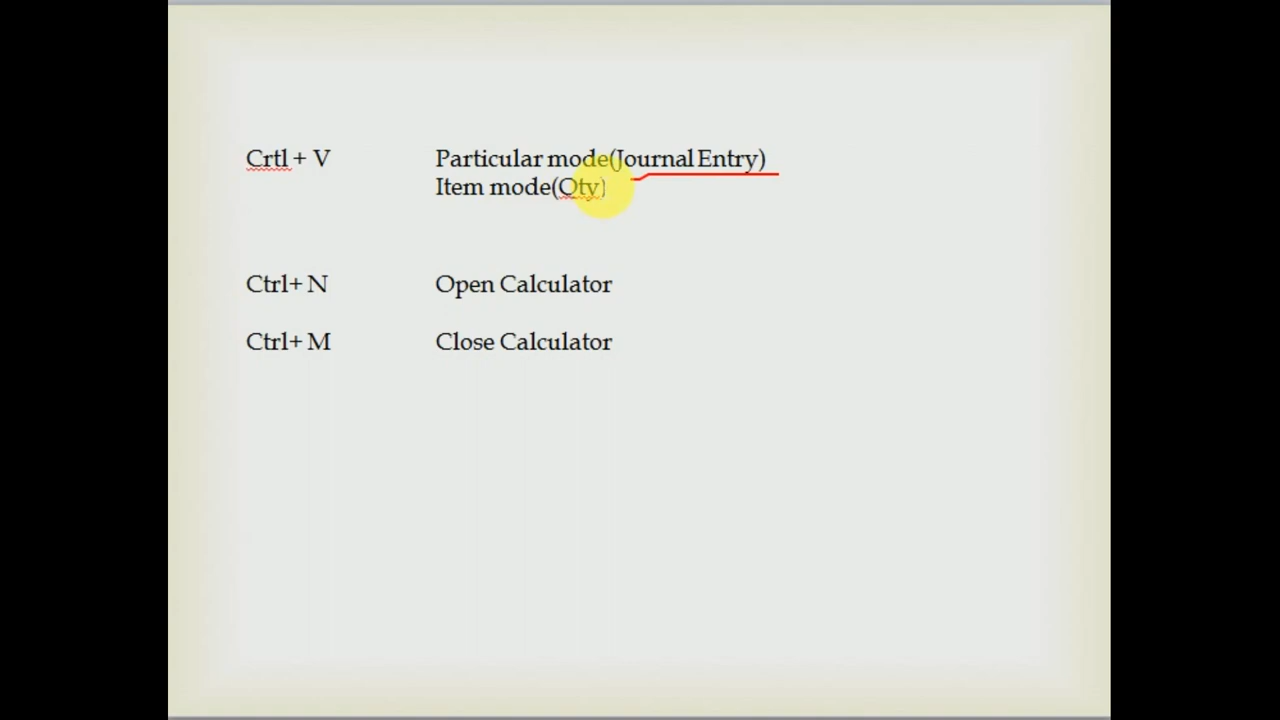 Crtl + V Particular mode(Journal Entry)
Item mode(Qty)
Ctrl+ N Open Calculator
Ctrl+ M Close Calculator